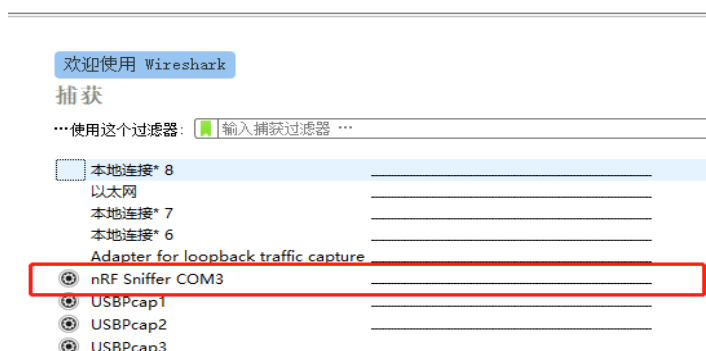 欢迎使用 Wireshark
捕获
…使用这个过滤器: 输入捕获过滤器 …
本地连接* 8
以太网
本地连接* 7
本地连接* 6
Adapter for loopback traffic capture
nRF Sniffer COM3
USBPcap1
USBPcap2
USBPcap3